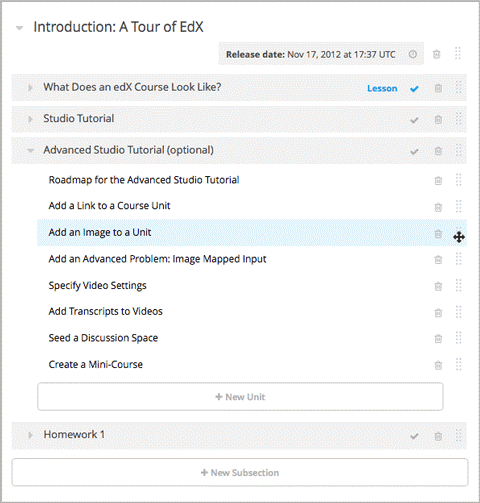 Introduction: A Tour of EdX
Release date: Nov 17, 2012 at 17:37 UTC
What Does an edX Course Look Like? Lesson
Studio Tutorial
Advanced Studio Tutorial (optional)
Roadmap for the Advanced Studio Tutorial
Add a Link to a Course Unit
Add an Image to a Unit
Add an Advanced Problem: Image Mapped Input
Specify Video Settings
Add Transcripts to Videos
Seed a Discussion Space
Create a Mini-Course
+ New Unit
Homework 1
+ New Subsection